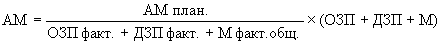 АМ = АМ план. / ОЗП факт. + ДЗП факт. + М факт.общ. × (ОЗП + ДЗП + М)